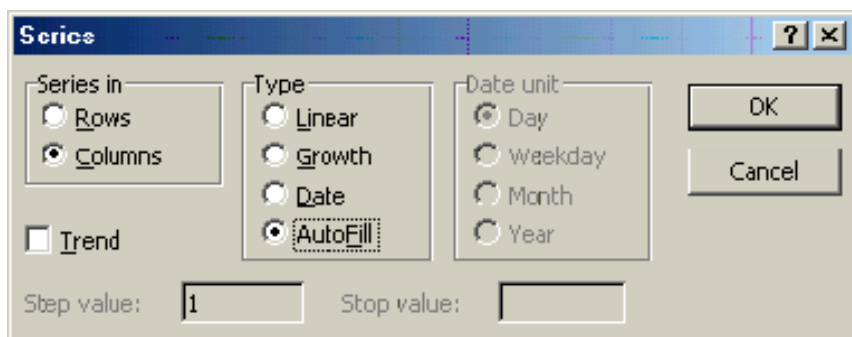 Series
Series in
Rows
Columns
Trend
Type
Linear
Growth
Date
AutoFill
Date unit
Day
Weekday
Month
Year
OK
Cancel
Step value: 1
Stop value: